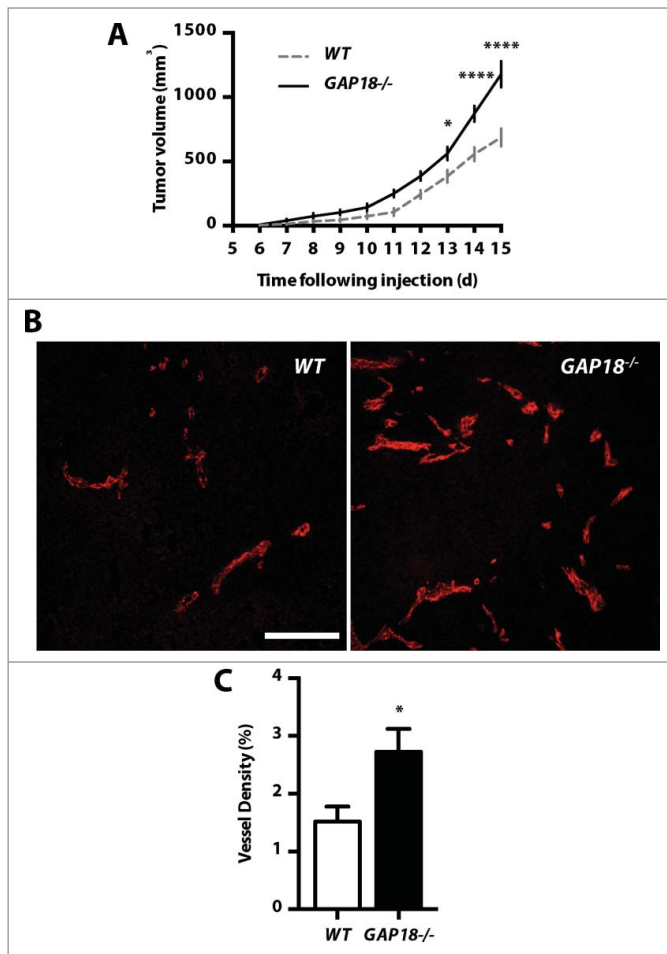 A
1500
1000
500
0
Tumor volume (mm³)
WT
GAP18-/-
*
****
****
5 6 7 8 9 10 11 12 13 14 15
Time following injection (d)
B
WT
GAP18-/-
C
4
3
2
1
0
Vessel Density (%)
*
WT GAP18-/-